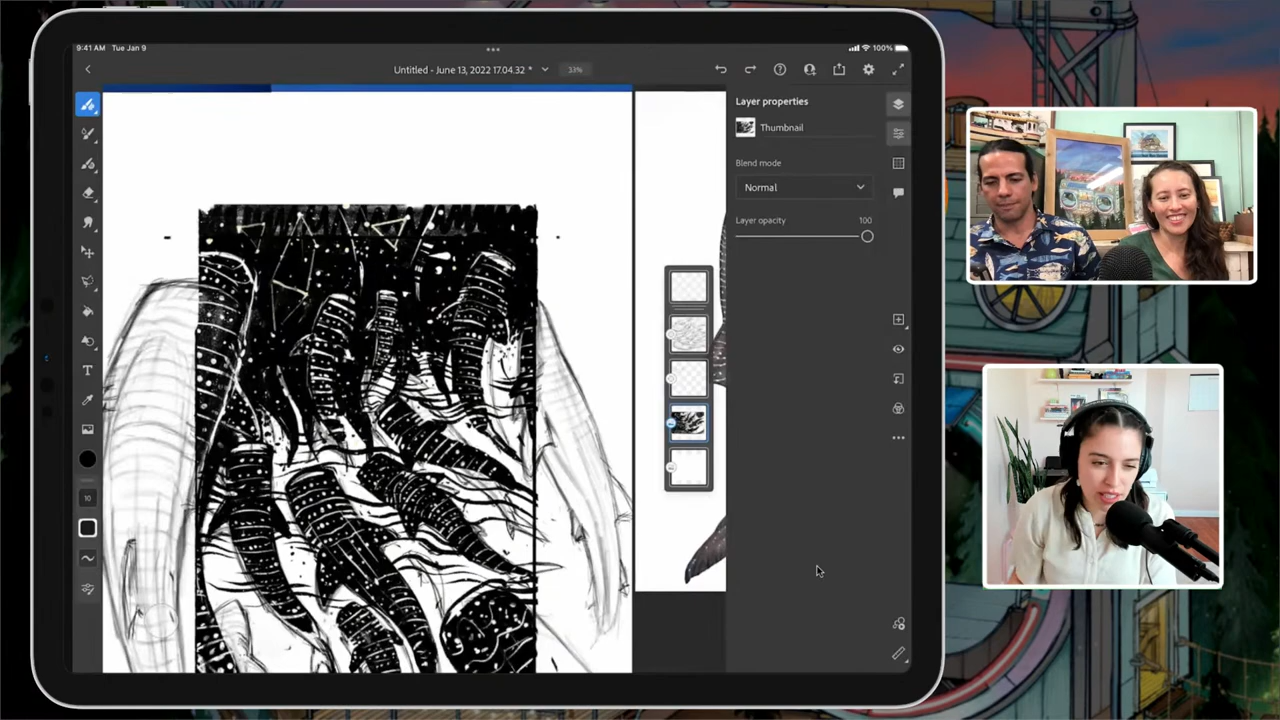 9:41 AM Tue Jan 9
100%
Untitled - June 13, 2022 17.04.32 *
33%
Layer properties
Thumbnail
Blend mode
Normal
Layer opacity
100
T
10